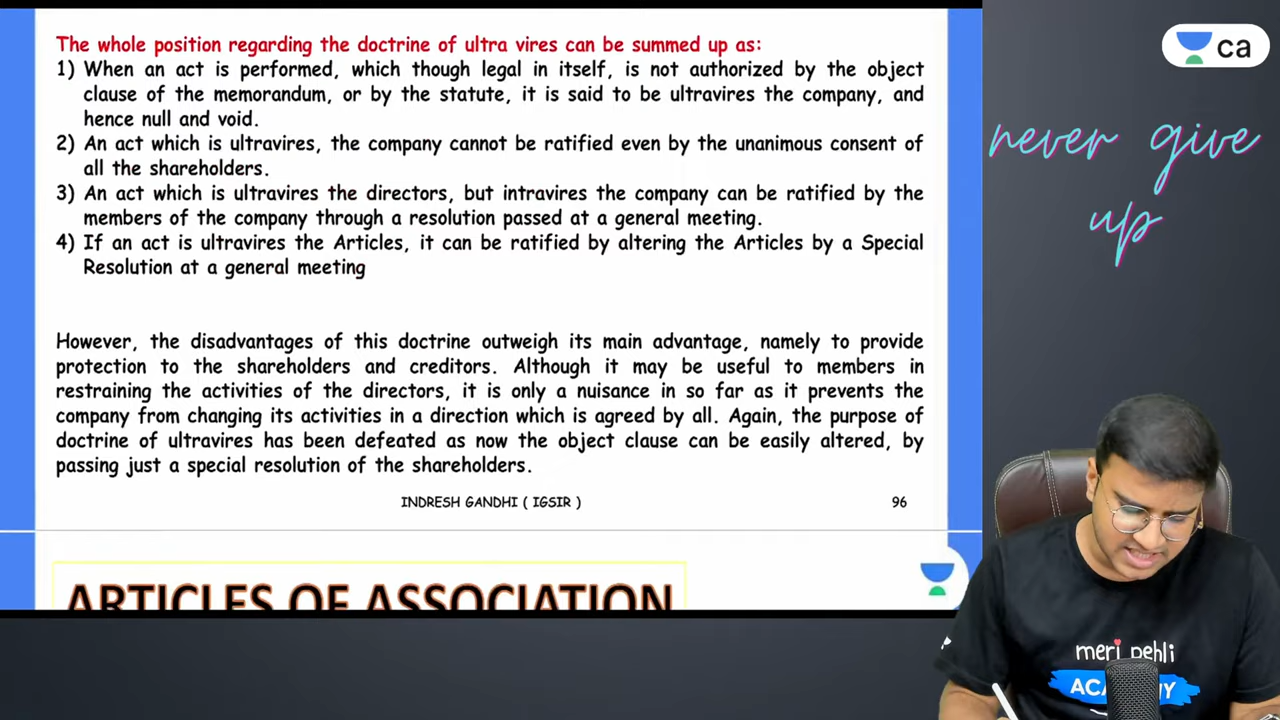 The whole position regarding the doctrine of ultra vires can be summed up as:
1) When an act is performed, which though legal in itself, is not authorized by the object
clause of the memorandum, or by the statute, it is said to be ultravires the company, and
hence null and void.
2) An act which is ultravires, the company cannot be ratified even by the unanimous consent of
all the shareholders.
3) An act which is ultravires the directors, but intravires the company can be ratified by the
members of the company through a resolution passed at a general meeting.
4) If an act is ultravires the Articles, it can be ratified by altering the Articles by a Special
Resolution at a general meeting
However, the disadvantages of this doctrine outweigh its main advantage, namely to provide
protection to the shareholders and creditors. Although it may be useful to members in
restraining the activities of the directors, it is only a nuisance in so far as it prevents the
company from changing its activities in a direction which is agreed by all. Again, the purpose of
doctrine of ultravires has been defeated as now the object clause can be easily altered, by
passing just a special resolution of the shareholders.
INDRESH GANDHI ( IGSIR ) 96
ARTICLES OF ASSOCIATION
ca
never give
up
meri pehli